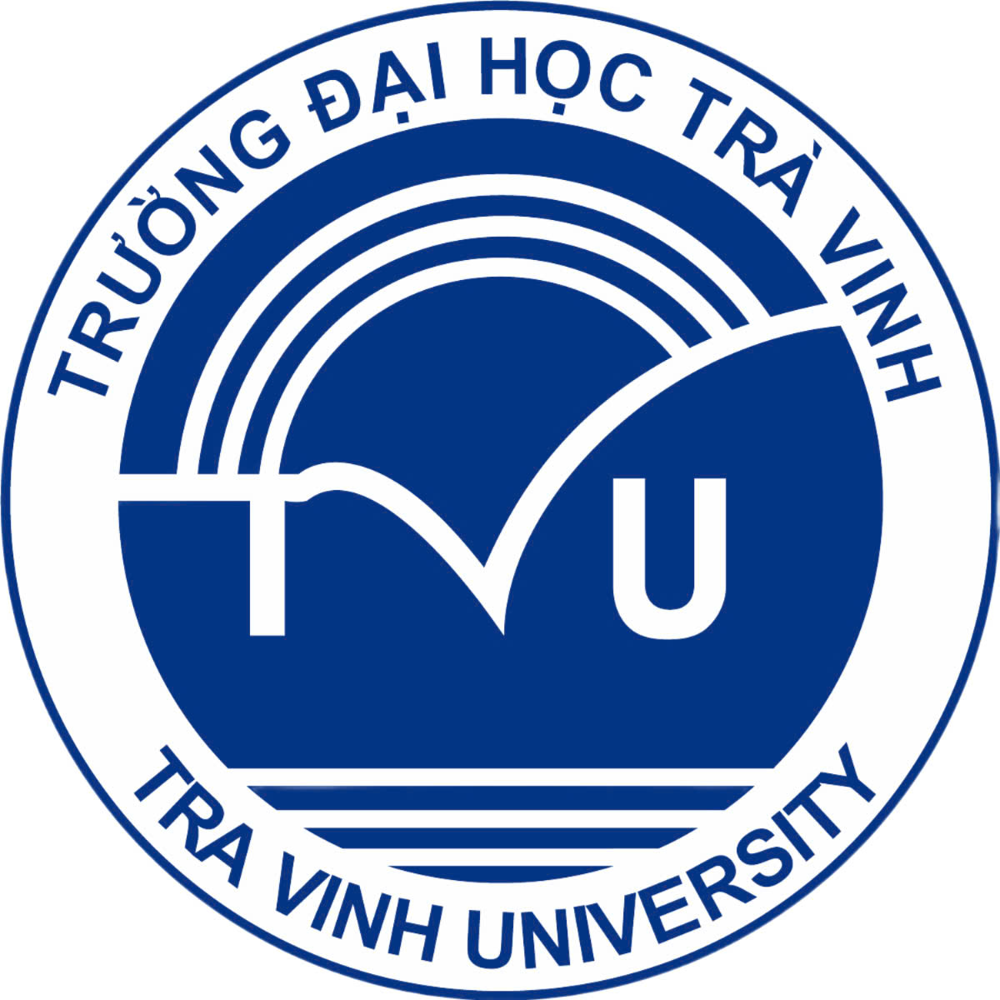 TRƯỜNG ĐẠI HỌC TRÀ VINH
TVU
TRA VINH UNIVERSITY